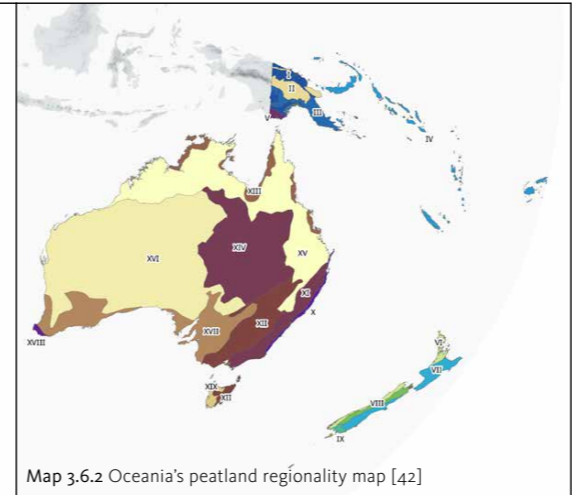 I
II
III
V
IV
XIII
XIV
XV
XVI
XI
X
XII
XVII
XVIII
VI
VII
XIX
XII
VIII
IX
Map 3.6.2 Oceania's peatland regionality map [42]